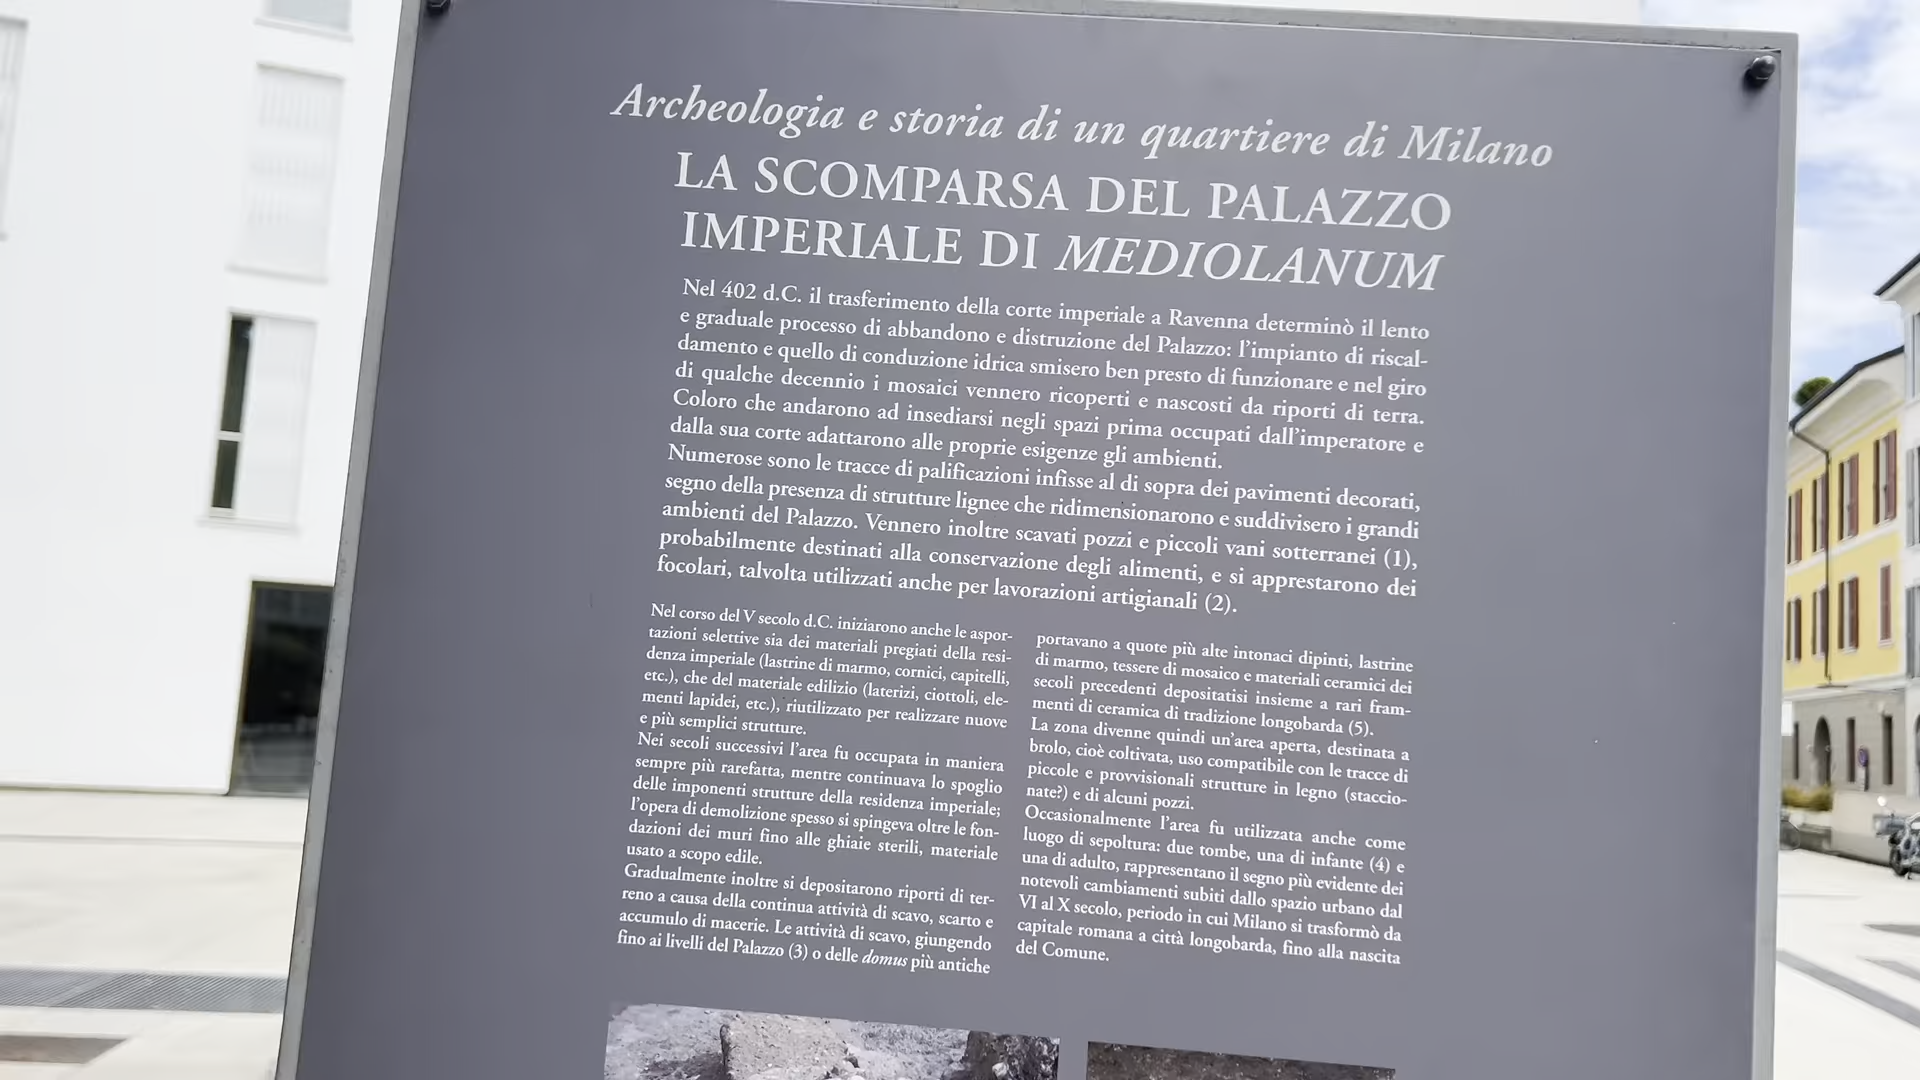 Archeologia e storia di un quartiere di Milano
LA SCOMPARSA DEL PALAZZO
IMPERIALE DI MEDIOLANUM
Nel 402 d.C. il trasferimento della corte imperiale a Ravenna determinò il lento
e graduale processo di abbandono e distruzione del Palazzo: l'impianto di riscal-
damento e quello di conduzione idrica smisero ben presto di funzionare e nel giro
di qualche decennio i mosaici vennero ricoperti e nascosti da riporti di terra.
Coloro che andarono ad insediarsi negli spazi prima occupati dall'imperatore e
dalla sua corte adattarono alle proprie esigenze gli ambienti.
Numerose sono le tracce di palificazioni infisse al di sopra dei pavimenti decorati,
segno della presenza di strutture lignee che ridimensionarono e suddivisero i grandi
ambienti del Palazzo. Vennero inoltre scavati pozzi e piccoli vani sotterranei (1),
probabilmente destinati alla conservazione degli alimenti, e si apprestarono dei
focolari, talvolta utilizzati anche per lavorazioni artigianali (2).
Nel corso del V secolo d.C. iniziarono anche le aspor-
tazioni selettive sia dei materiali pregiati della resi-
denza imperiale (lastrine di marmo, cornici, capitelli,
etc.), che del materiale edilizio (laterizi, ciottoli, ele-
menti lapidei, etc.), riutilizzato per realizzare nuove
e più semplici strutture.
Nei secoli successivi l'area fu occupata in maniera
sempre più rarefatta, mentre continuava lo spoglio
delle imponenti strutture della residenza imperiale;
l'opera di demolizione spesso si spingeva oltre le fon-
dazioni dei muri fino alle ghiaie sterili, materiale
usato a scopo edile.
Gradualmente inoltre si depositarono riporti di ter-
reno a causa della continua attività di scavo, scarto e
accumulo di macerie. Le attività di scavo, giungendo
fino ai livelli del Palazzo (3) o delle domus più antiche
portavano a quote più alte intonaci dipinti, lastrine
di marmo, tessere di mosaico e materiali ceramici dei
secoli precedenti depositatisi insieme a rari fram-
menti di ceramica di tradizione longobarda (5).
La zona divenne quindi un'area aperta, destinata a
brolo, cioè coltivata, uso compatibile con le tracce di
piccole e provvisionali strutture in legno (staccio-
nate?) e di alcuni pozzi.
Occasionalmente l'area fu utilizzata anche come
luogo di sepoltura: due tombe, una di infante (4) e
una di adulto, rappresentano il segno più evidente dei
notevoli cambiamenti subiti dallo spazio urbano dal
VI al X secolo, periodo in cui Milano si trasformò da
capitale romana a città longobarda, fino alla nascita
del Comune.